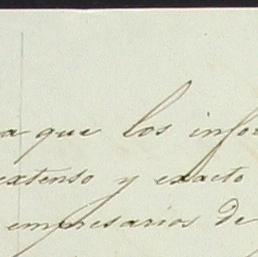 a que los infor
extenso y exacto
empresarios de